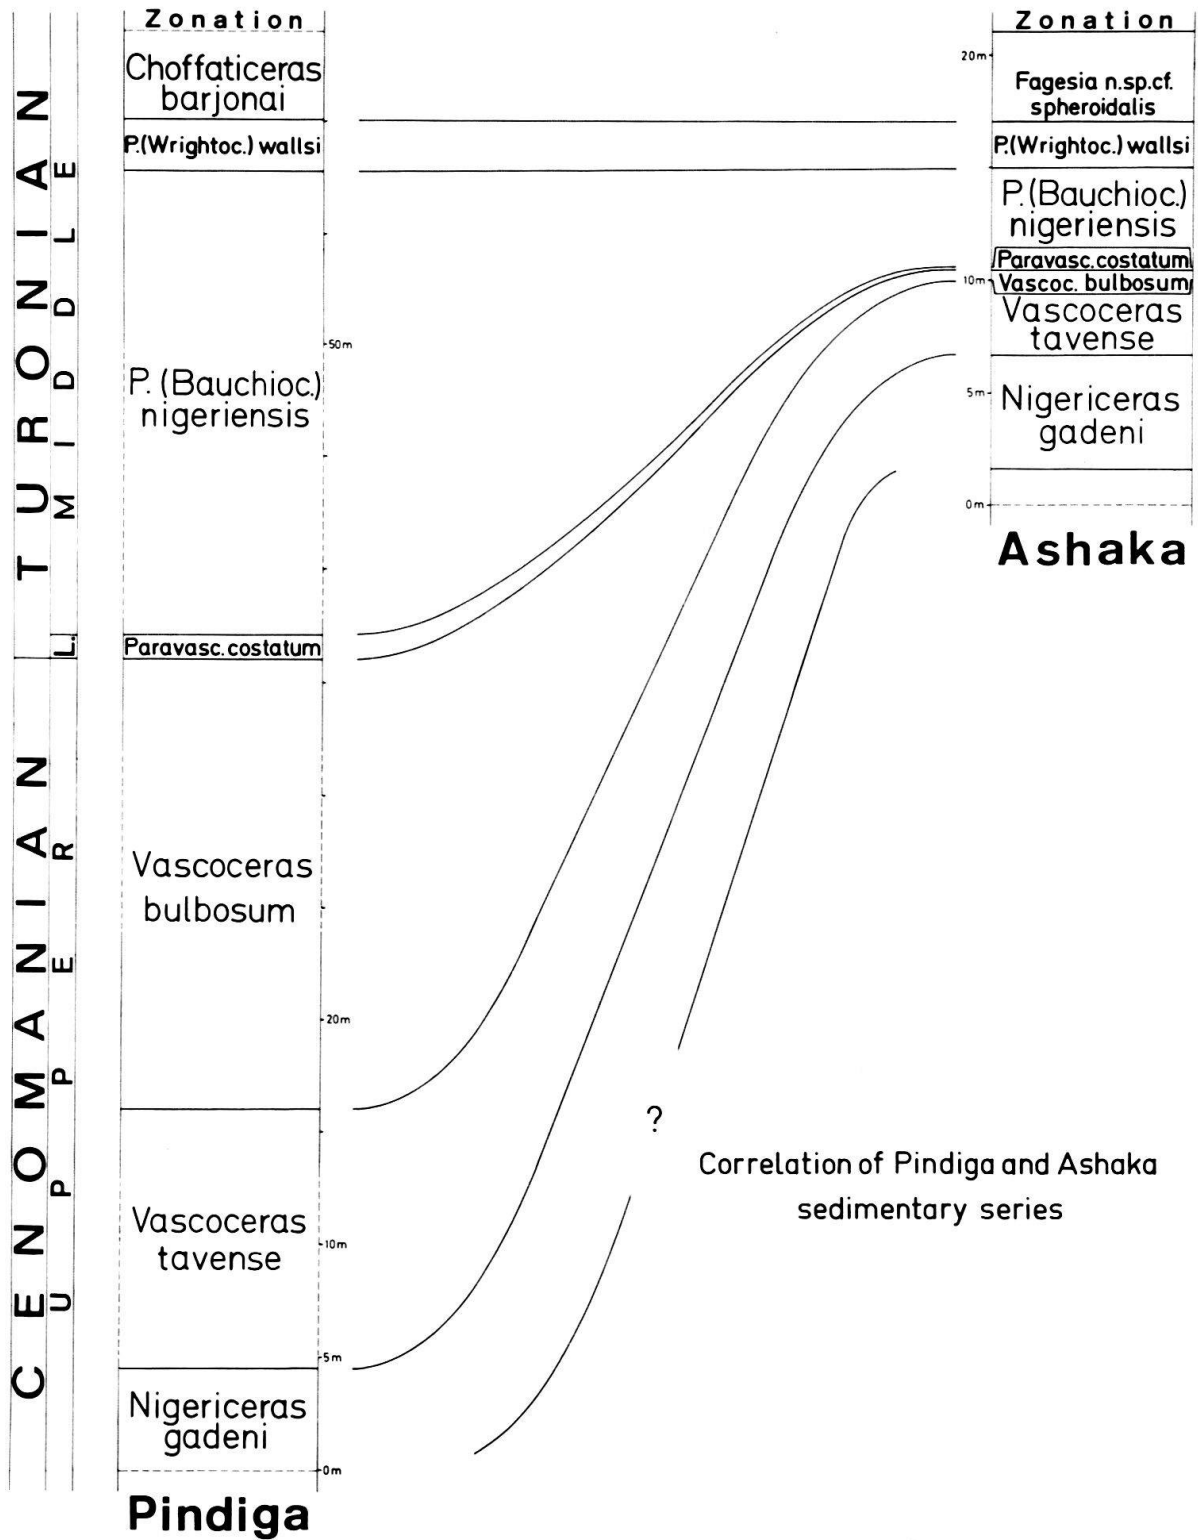 Zonation
Choffaticeras
barjonai
P.(Wrightoc.) wallsi
P.(Bauchioc.)
nigeriensis
Paravasc. costatum
Vascoceras
bulbosum
Vascoceras
tavense
Nigericeras
gadeni
Pindiga
50m
20m
10m
5m
0m
TURONIAN
MIDDLE
L.
CENOMANIAN
UPPER
Zonation
20m
Fagesia n.sp.cf.
spheroidalis
P.(Wrightoc.) wallsi
P.(Bauchioc.)
nigeriensis
Paravasc. costatum
10m
Vascoc. bulbosum
Vascoceras
tavense
5m
Nigericeras
gadeni
0m
Ashaka
?
Correlation of Pindiga and Ashaka
sedimentary series